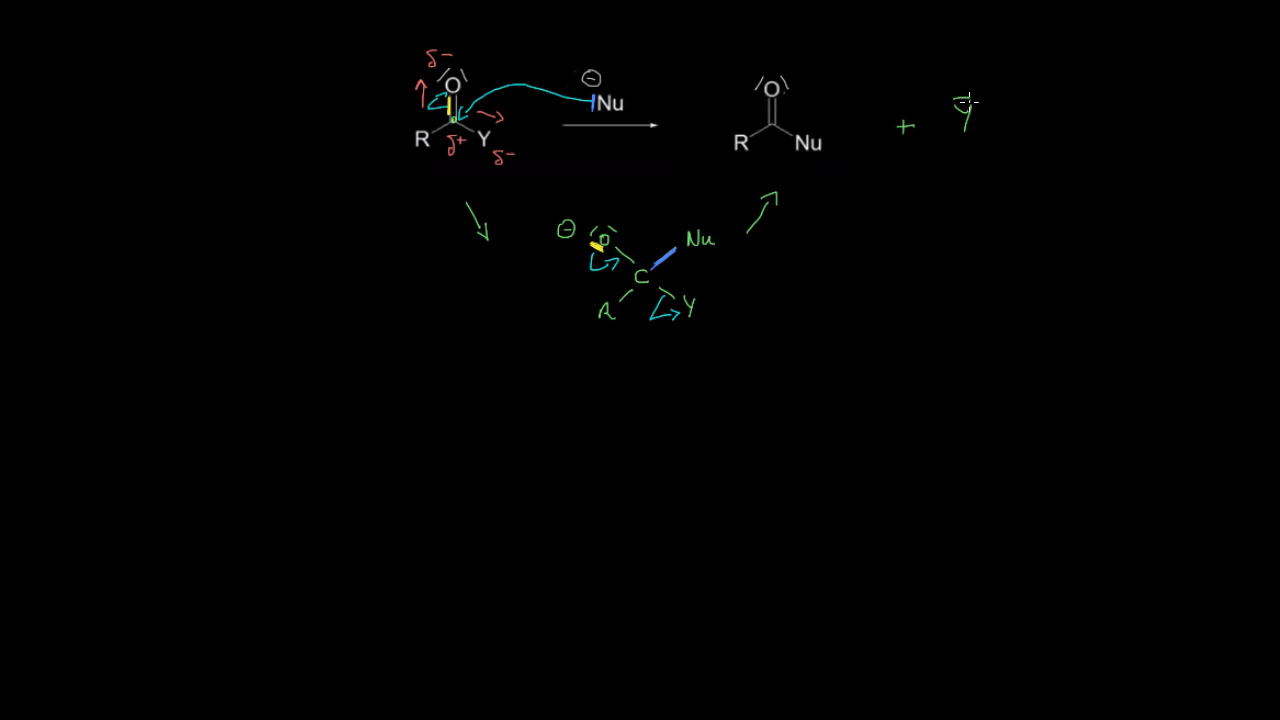 δ-
O ⊖ Nu O
R δ+ Y R Nu + Y
δ-
⊖ O Nu
C
R Y